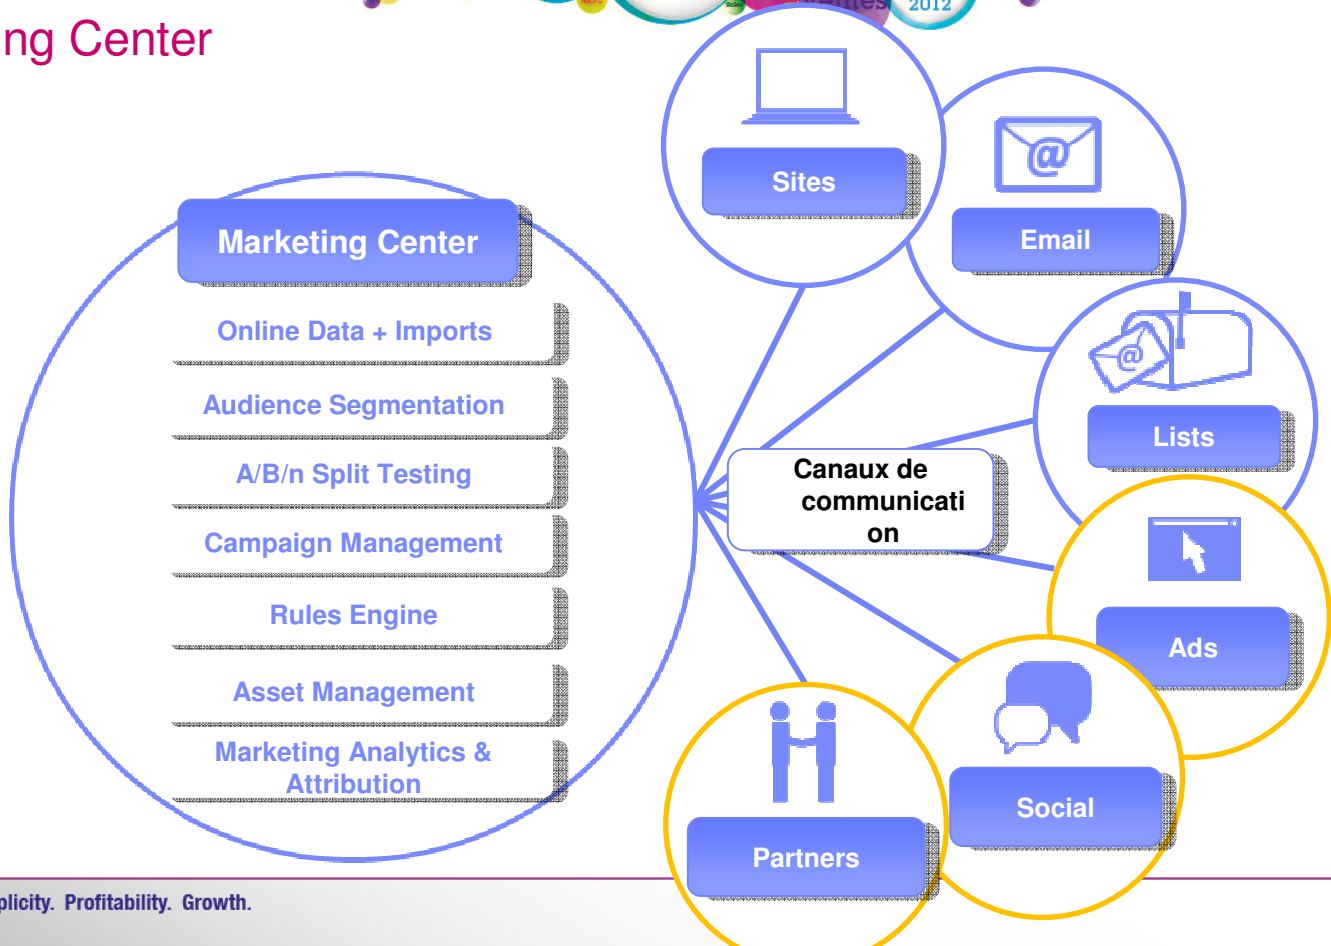 2012
ng Center
Sites
Email
Marketing Center
Online Data + Imports
Audience Segmentation
A/B/n Split Testing
Campaign Management
Rules Engine
Asset Management
Marketing Analytics &
Attribution
Canaux de
communicati
on
Lists
Ads
Social
Partners
plicity. Profitability. Growth.